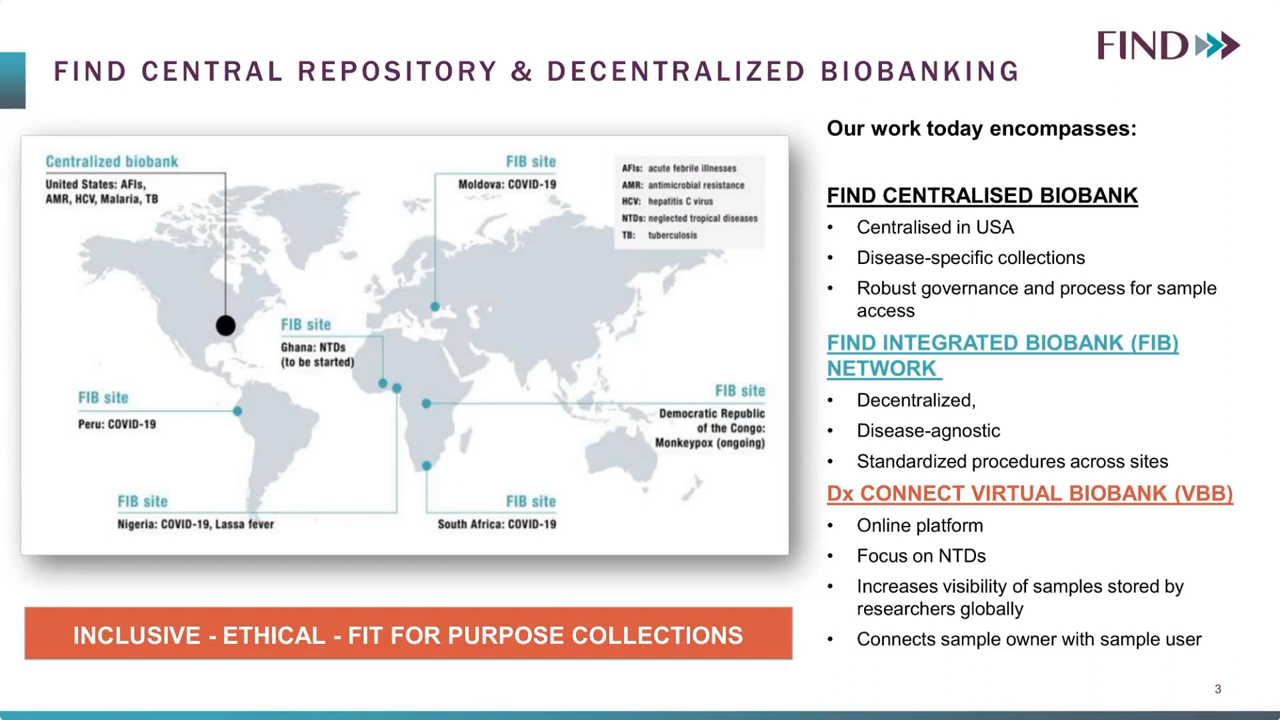 FIND
FIND CENTRAL REPOSITORY & DECENTRALIZED BIOBANKING
Centralized biobank
United States: AFIs,
AMR, HCV, Malaria, TB
FIB site
Moldova: COVID-19
AFIs: acute febrile illnesses
AMR: antimicrobial resistance
HCV: hepatitis C virus
NTDs: neglected tropical diseases
TB: tuberculosis
FIB site
Ghana: NTDs
(to be started)
FIB site
Peru: COVID-19
FIB site
Democratic Republic
of the Congo:
Monkeypox (ongoing)
FIB site
Nigeria: COVID-19, Lassa fever
FIB site
South Africa: COVID-19
INCLUSIVE - ETHICAL - FIT FOR PURPOSE COLLECTIONS
Our work today encompasses:
FIND CENTRALISED BIOBANK
• Centralised in USA
• Disease-specific collections
• Robust governance and process for sample
access
FIND INTEGRATED BIOBANK (FIB)
NETWORK
• Decentralized,
• Disease-agnostic
• Standardized procedures across sites
Dx CONNECT VIRTUAL BIOBANK (VBB)
• Online platform
• Focus on NTDs
• Increases visibility of samples stored by
researchers globally
• Connects sample owner with sample user
3